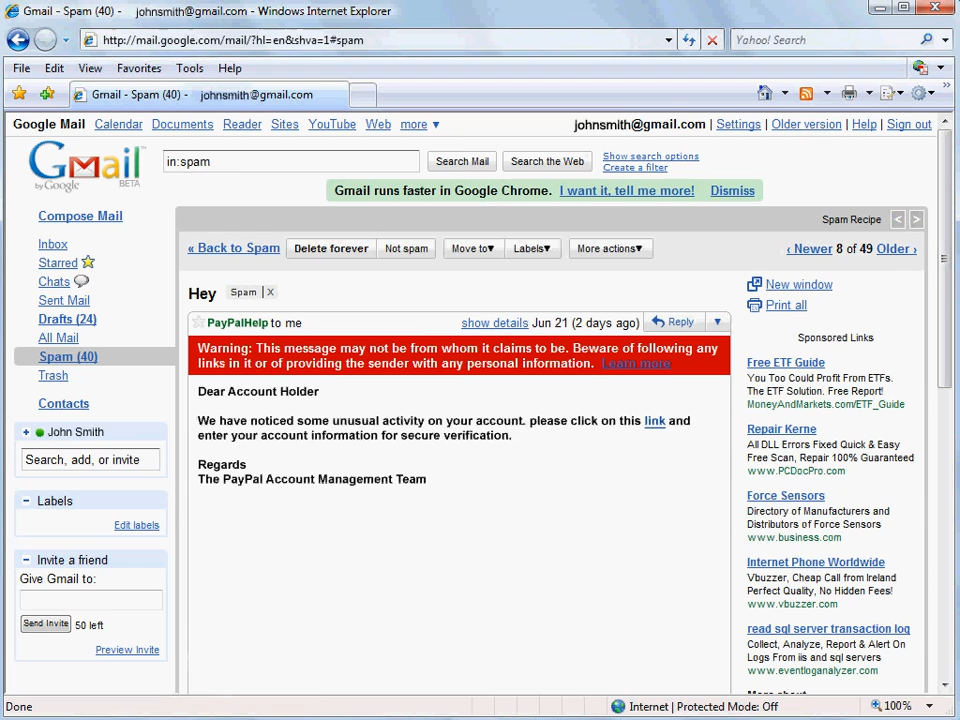 Gmail - Spam (40) - johnsmith@gmail.com - Windows Internet Explorer
http://mail.google.com/mail/?hl=en&shva=1#spam
Yahoo! Search
File Edit View Favorites Tools Help
Gmail - Spam (40) - johnsmith@gmail.com
Google Mail Calendar Documents Reader Sites YouTube Web more ▼
johnsmith@gmail.com | Settings | Older version | Help | Sign out
Gmail
by Google BETA
in:spam
Search Mail
Search the Web
Show search options
Create a filter
Gmail runs faster in Google Chrome. I want it, tell me more! Dismiss
Compose Mail
Inbox
Starred
Chats
Sent Mail
Drafts (24)
All Mail
Spam (40)
Trash
Contacts
+ John Smith
Search, add, or invite
− Labels
Edit labels
− Invite a friend
Give Gmail to:
Send Invite 50 left
Preview Invite
Spam Recipe < >
« Back to Spam Delete forever Not spam Move to▼ Labels▼ More actions▼ ‹ Newer 8 of 49 Older ›
Hey Spam | X
PayPalHelp to me show details Jun 21 (2 days ago) Reply ▼
Warning: This message may not be from whom it claims to be. Beware of following any
links in it or of providing the sender with any personal information. Learn more
Dear Account Holder
We have noticed some unusual activity on your account. please click on this link and
enter your account information for secure verification.
Regards
The PayPal Account Management Team
New window
Print all
Sponsored Links
Free ETF Guide
You Too Could Profit From ETFs.
The ETF Solution. Free Report!
MoneyAndMarkets.com/ETF_Guide
Repair Kerne
All DLL Errors Fixed Quick & Easy
Free Scan, Repair 100% Guaranteed
www.PCDocPro.com
Force Sensors
Directory of Manufacturers and
Distributors of Force Sensors
www.business.com
Internet Phone Worldwide
Vbuzzer, Cheap Call from Ireland
Perfect Quality, No Hidden Fees!
www.vbuzzer.com
read sql server transaction log
Collect, Analyze, Report & Alert On
Logs From iis and sql servers
www.eventloganalyzer.com
Done
Internet | Protected Mode: Off
100%